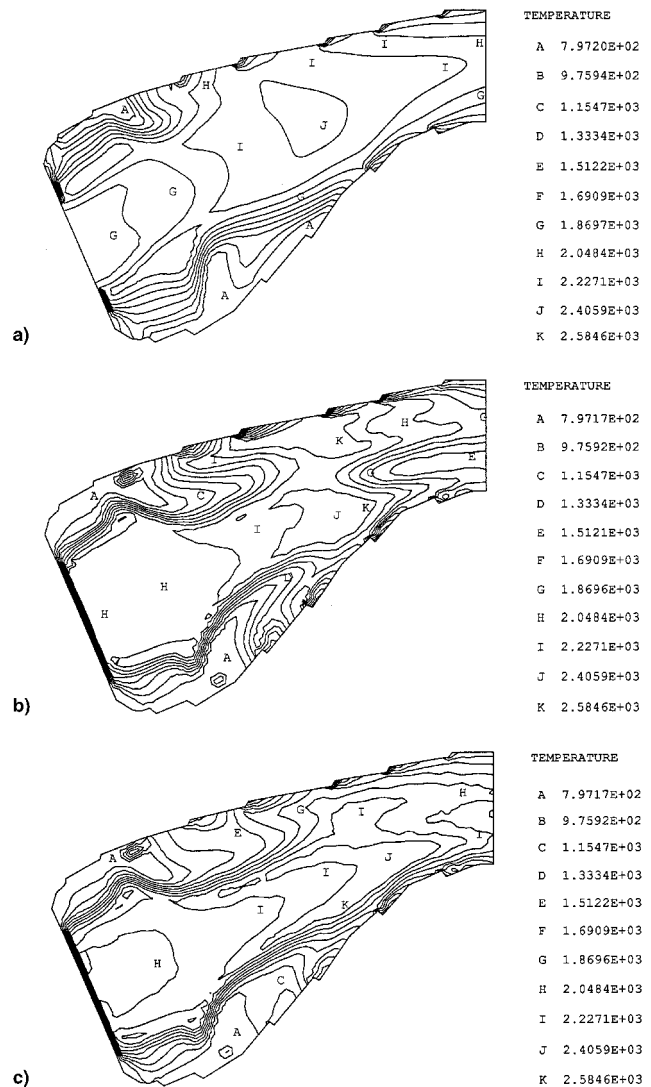 TEMPERATURE
A 7.9720E+02
B 9.7594E+02
C 1.1547E+03
D 1.3334E+03
E 1.5122E+03
F 1.6909E+03
G 1.8697E+03
H 2.0484E+03
I 2.2271E+03
J 2.4059E+03
K 2.5846E+03
I
H
I
I
H
G
A
J
I
G
G
G
A
A
a)
TEMPERATURE
A 7.9717E+02
B 9.7592E+02
C 1.1547E+03
D 1.3334E+03
E 1.5121E+03
F 1.6909E+03
G 1.8696E+03
H 2.0484E+03
I 2.2271E+03
J 2.4059E+03
K 2.5846E+03
G
H
K
E
I
A
C
K
J
I
D
H
H
A
b)
TEMPERATURE
A 7.9717E+02
B 9.7592E+02
C 1.1547E+03
D 1.3334E+03
E 1.5122E+03
F 1.6909E+03
G 1.8696E+03
H 2.0484E+03
I 2.2271E+03
J 2.4059E+03
K 2.5846E+03
H
G
I
E
I
A
J
I
K
I
H
C
A
c)